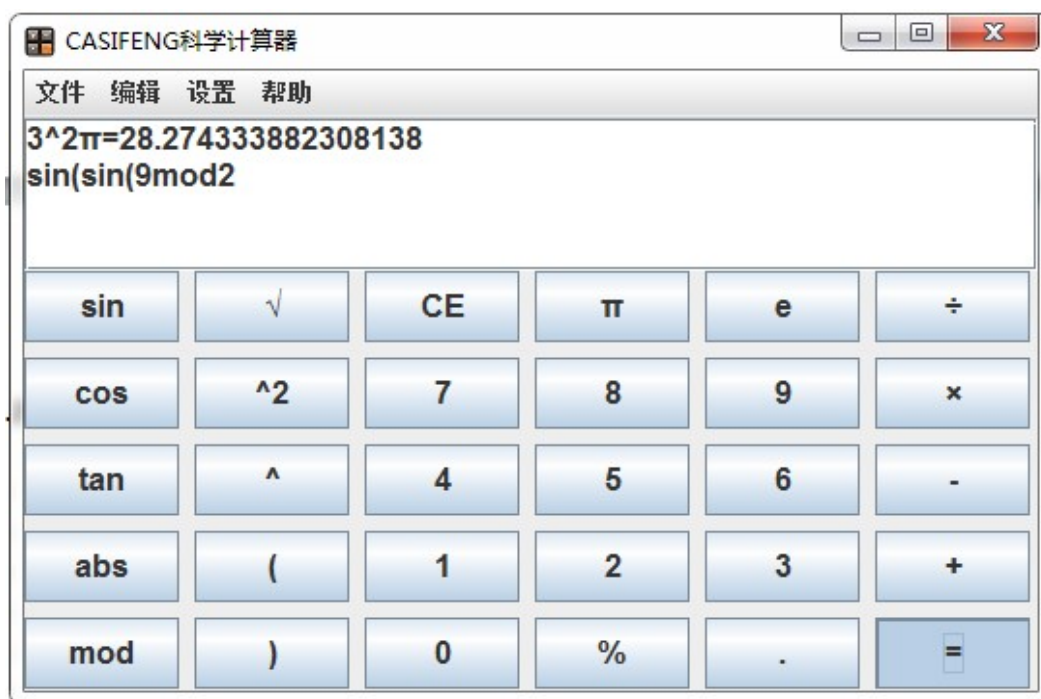 CASIFENG科学计算器
文件 编辑 设置 帮助
3^2π=28.274333882308138
sin(sin(9mod2
sin √ CE π e ÷
cos ^2 7 8 9 ×
tan ^ 4 5 6 -
abs ( 1 2 3 +
mod ) 0 % . =